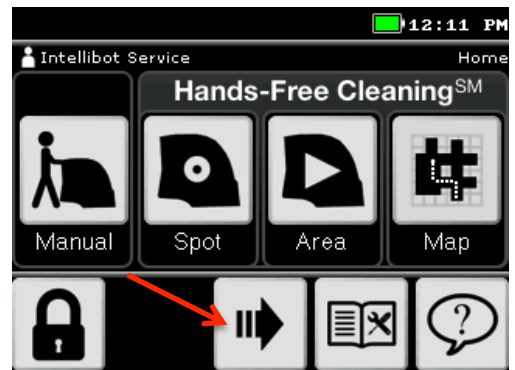 12:11 PM
Intellibot Service
Home
Hands-Free Cleaning℠
Manual
Spot
Area
Map
?